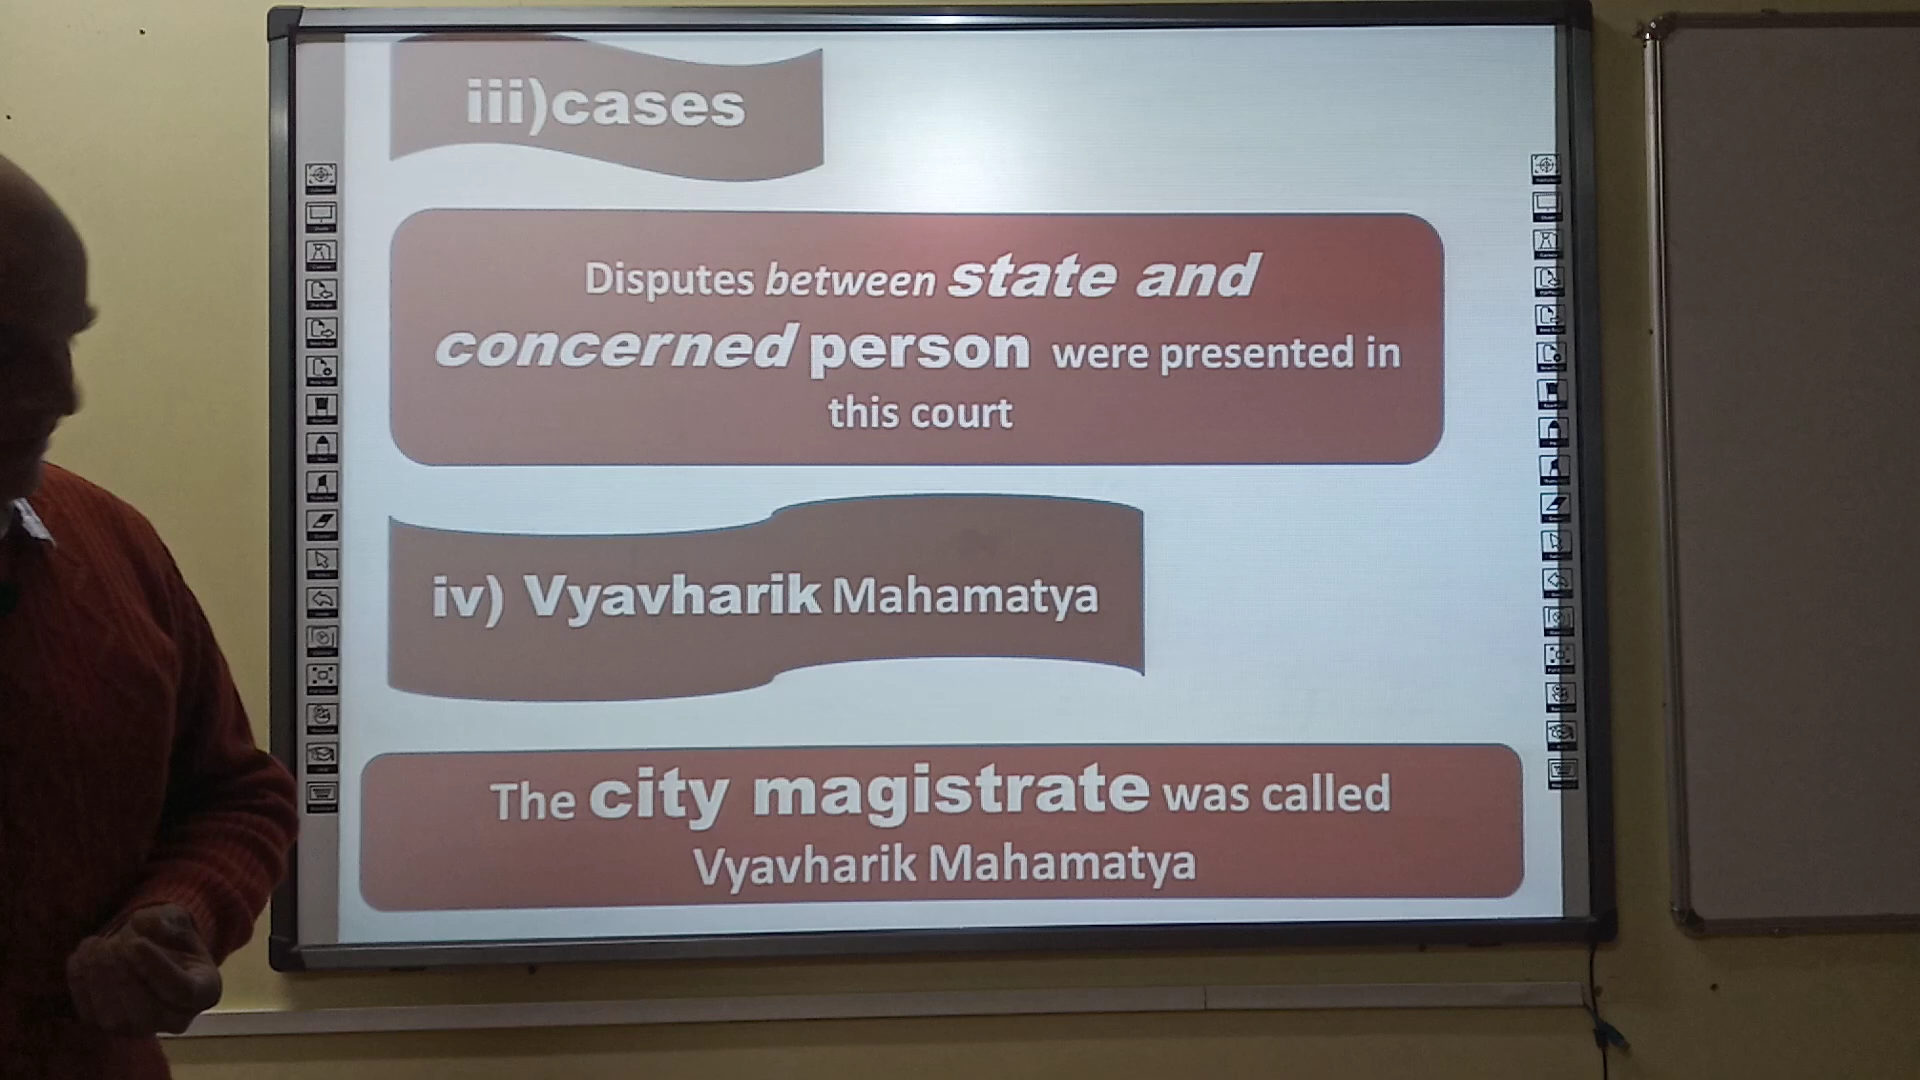 iii)cases
Disputes between state and
concerned person were presented in
this court
iv) Vyavharik Mahamatya
The city magistrate was called
Vyavharik Mahamatya